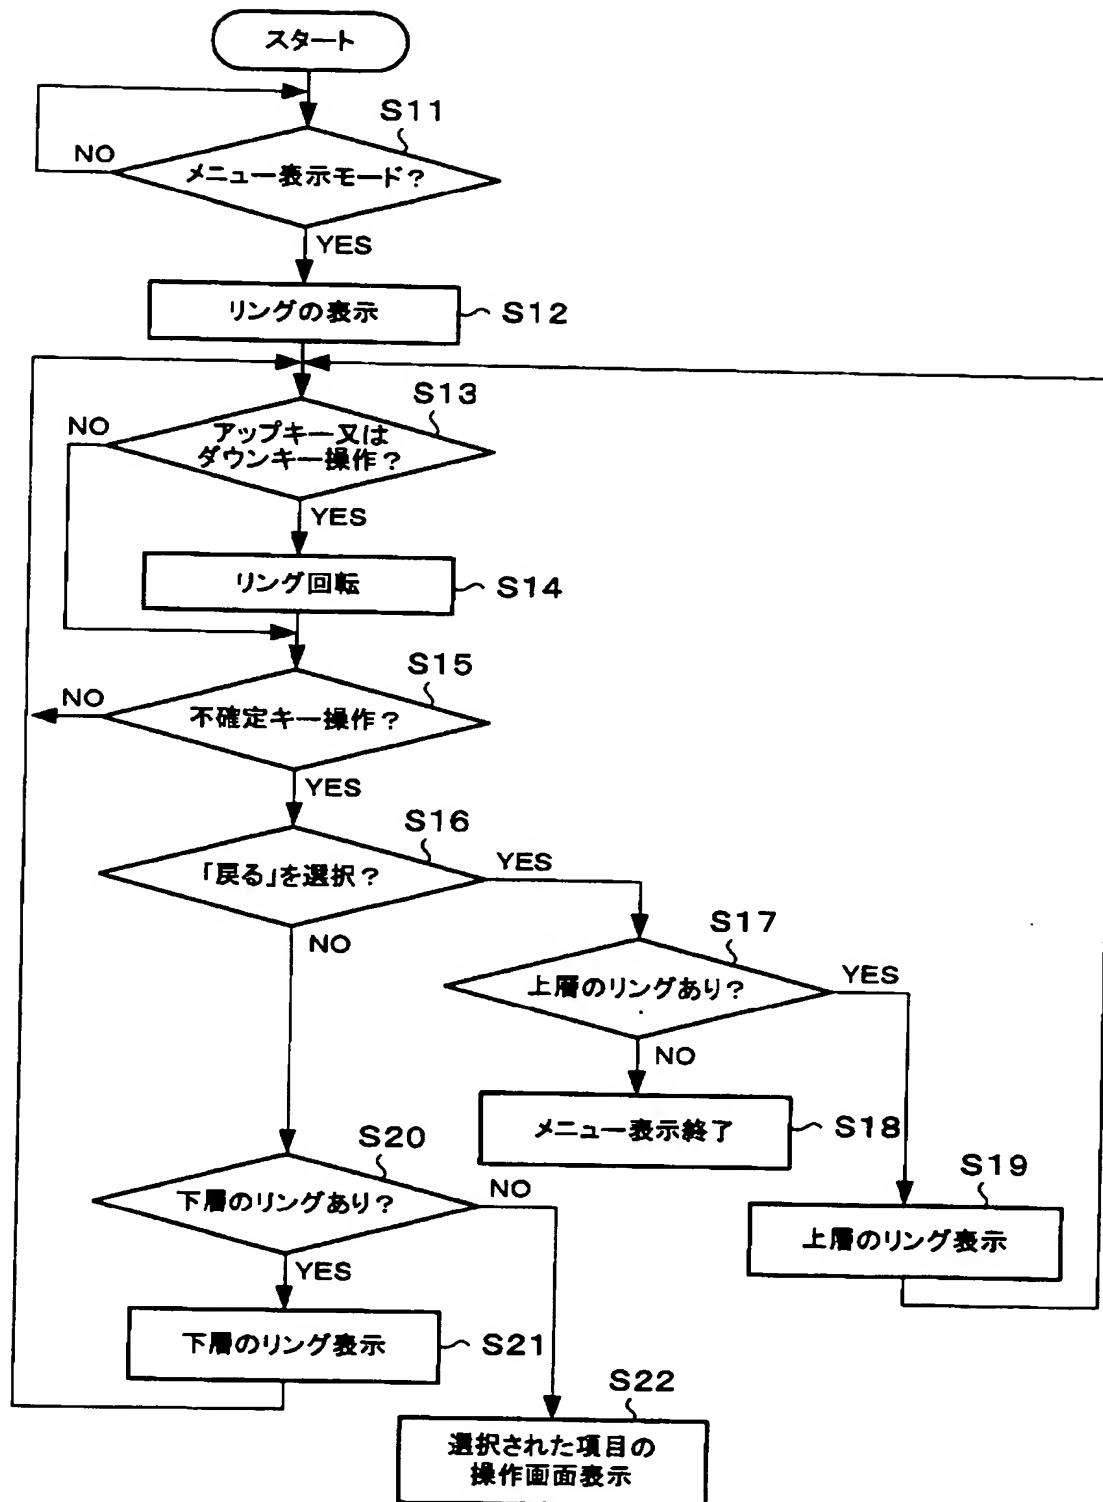 スタート
S11
NO
メニュー表示モード？
YES
リングの表示
S12
S13
NO
アップキー又は
ダウンキー操作？
YES
リング回転
S14
S15
NO
不確定キー操作？
YES
S16
「戻る」を選択？
YES
NO
S17
上層のリングあり？
YES
NO
メニュー表示終了
S18
S19
上層のリング表示
S20
下層のリングあり？
NO
YES
下層のリング表示
S21
S22
選択された項目の
操作画面表示